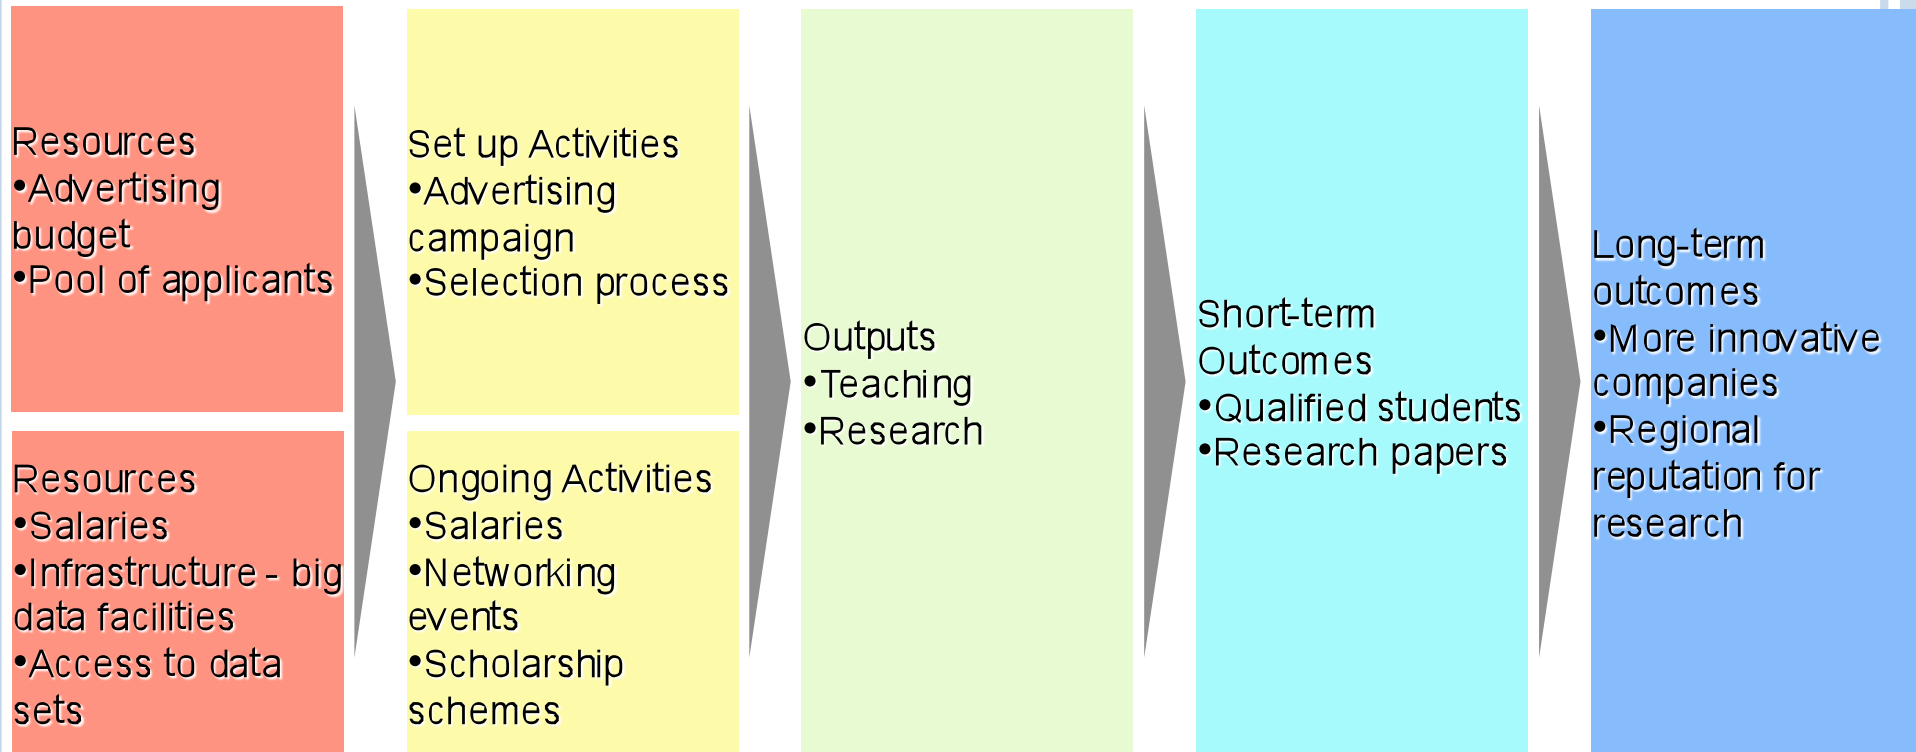 Resources
•Advertising
budget
•Pool of applicants
Resources
•Salaries
•Infrastructure - big
data facilities
•Access to data
sets
Set up Activities
•Advertising
campaign
•Selection process
Ongoing Activities
•Salaries
•Networking
events
•Scholarship
schemes
Outputs
•Teaching
•Research
Short-term
Outcomes
•Qualified students
•Research papers
Long-term
outcomes
•More innovative
companies
•Regional
reputation for
research